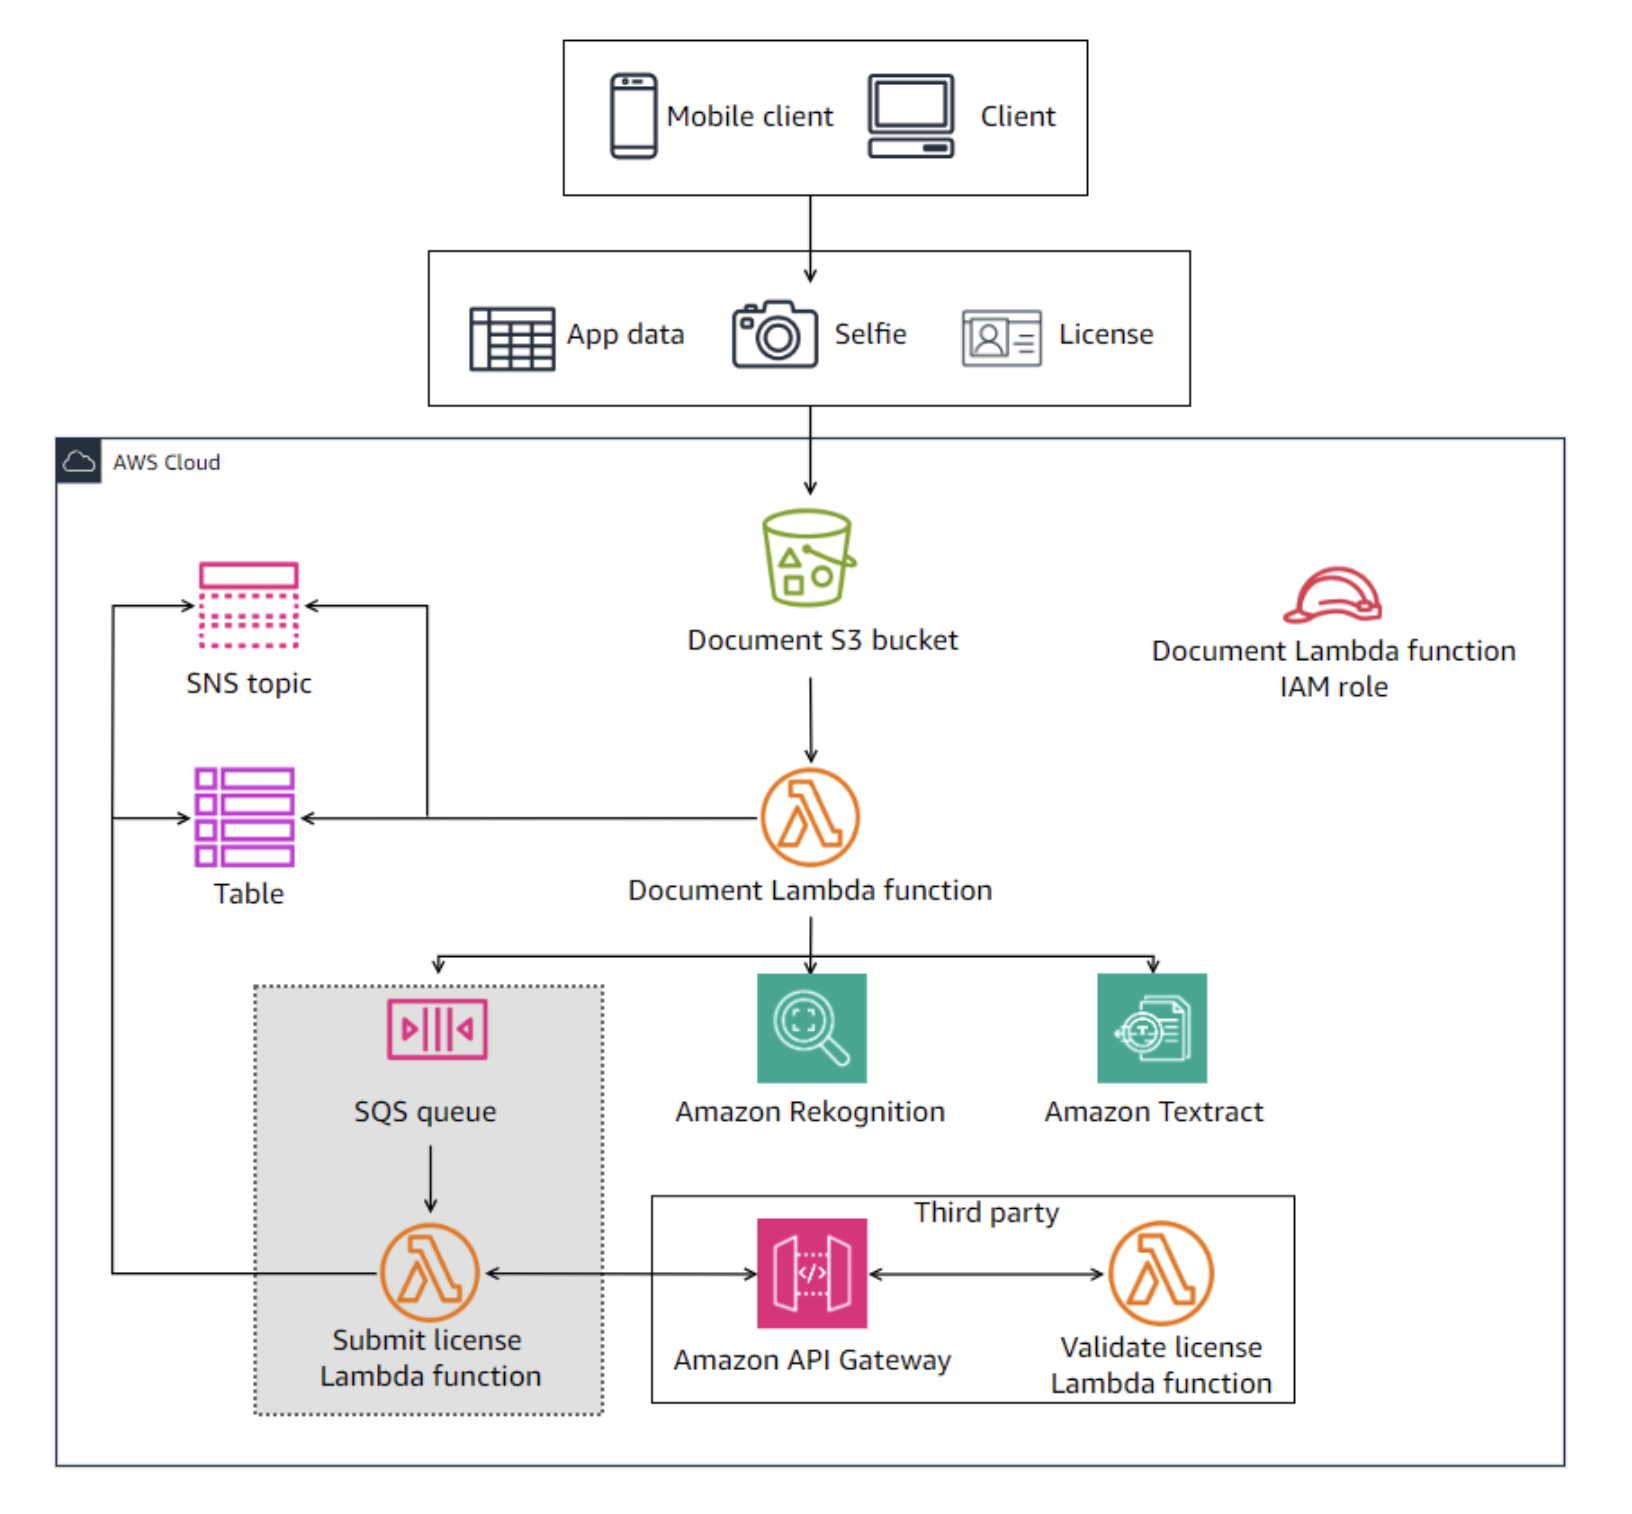 Mobile client
Client
App data
Selfie
License
AWS Cloud
Document S3 bucket
SNS topic
Document Lambda function
IAM role
Table
Document Lambda function
SQS queue
Amazon Rekognition
Amazon Textract
Third party
Submit license
Lambda function
Amazon API Gateway
Validate license
Lambda function